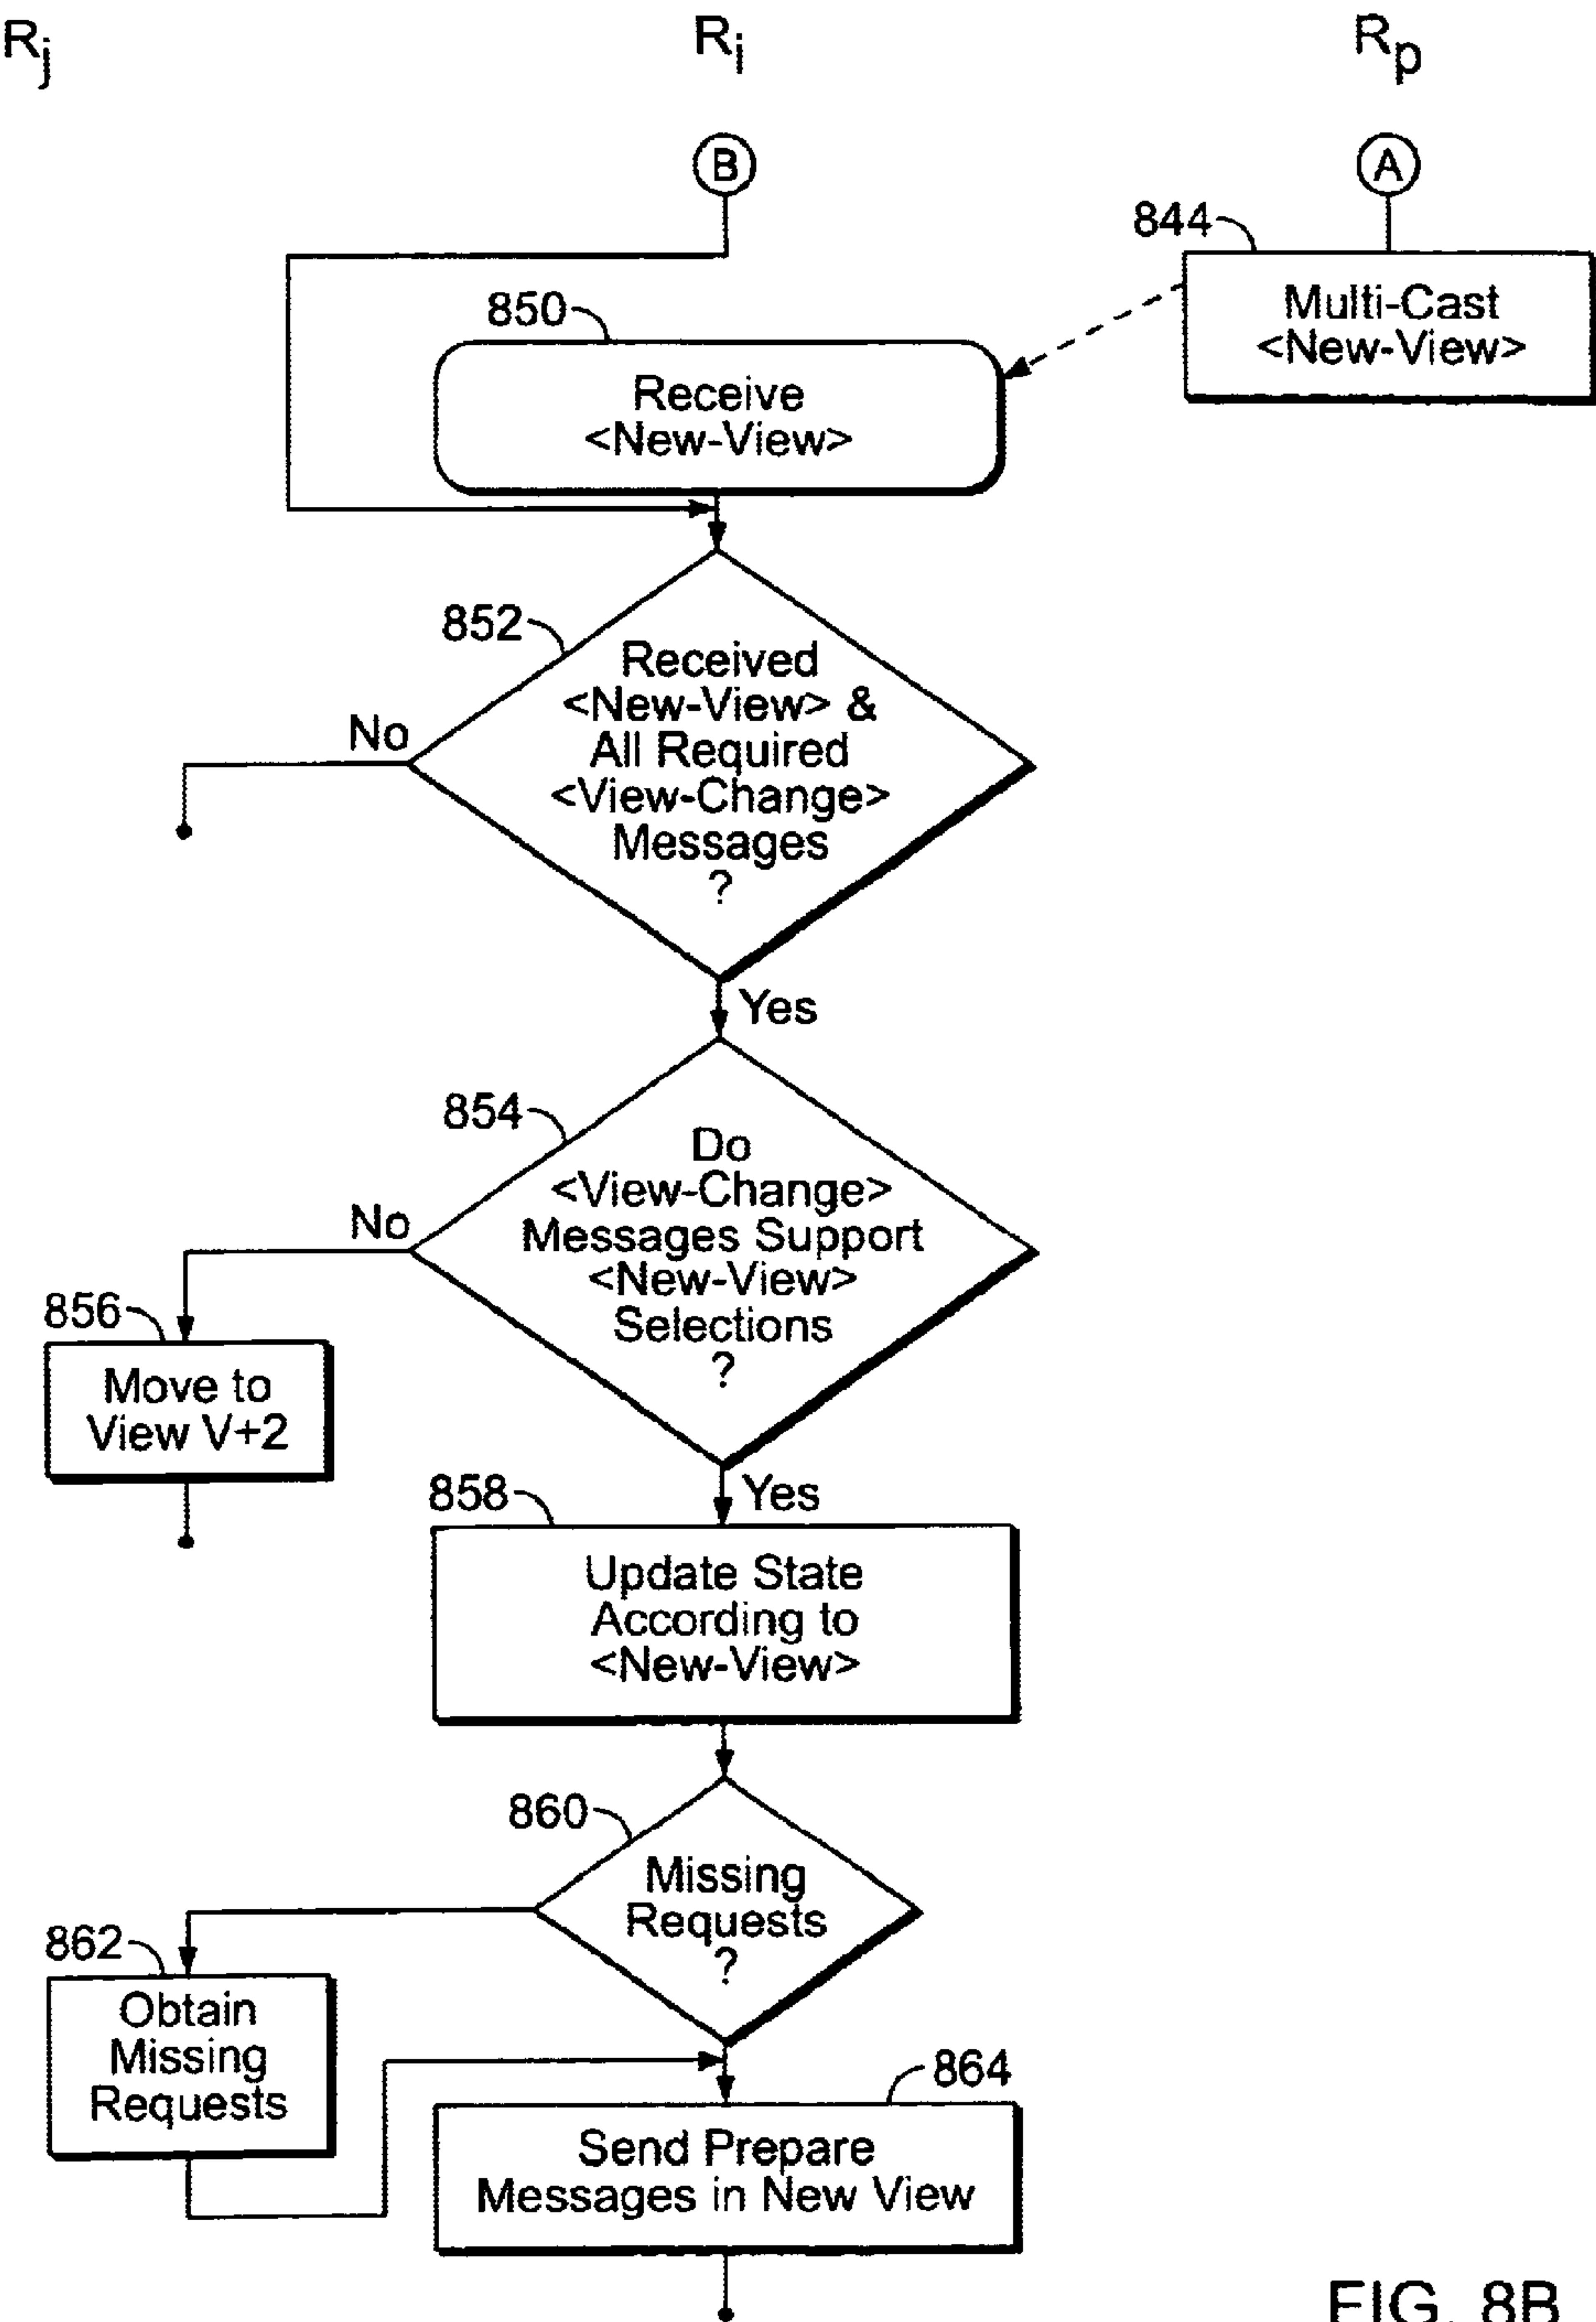 Rj
Ri
Rp
B
A
844
Multi-Cast
<New-View>
850
Receive
<New-View>
852
Received
<New-View> &
All Required
<View-Change>
Messages
?
No
Yes
854
Do
<View-Change>
Messages Support
<New-View>
Selections
?
No
856
Move to
View V+2
Yes
858
Update State
According to
<New-View>
860
Missing
Requests
?
862
Obtain
Missing
Requests
864
Send Prepare
Messages in New View
FIG. 8B